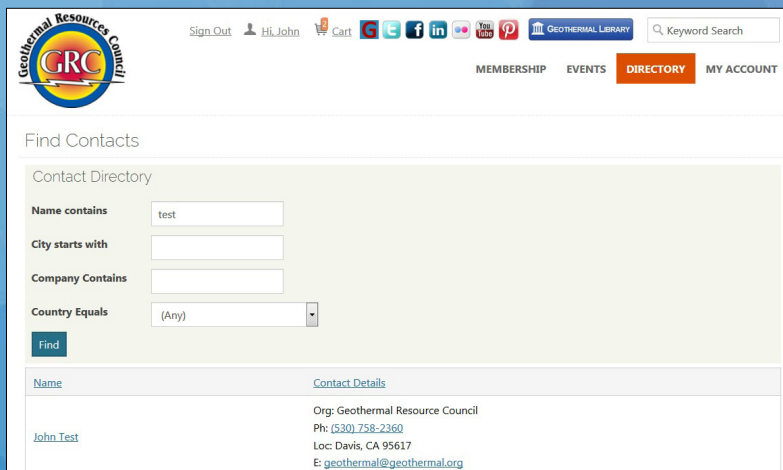 Geothermal Resources Council
GRC
Sign Out Hi, John 2 Cart G t f in You Tube P GEOTHERMAL LIBRARY Keyword Search
MEMBERSHIP EVENTS DIRECTORY MY ACCOUNT
Find Contacts
Contact Directory
Name contains test
City starts with
Company Contains
Country Equals (Any)
Find
Name Contact Details
Org: Geothermal Resource Council
Ph: (530) 758-2360
John Test
Loc: Davis, CA 95617
E: geothermal@geothermal.org